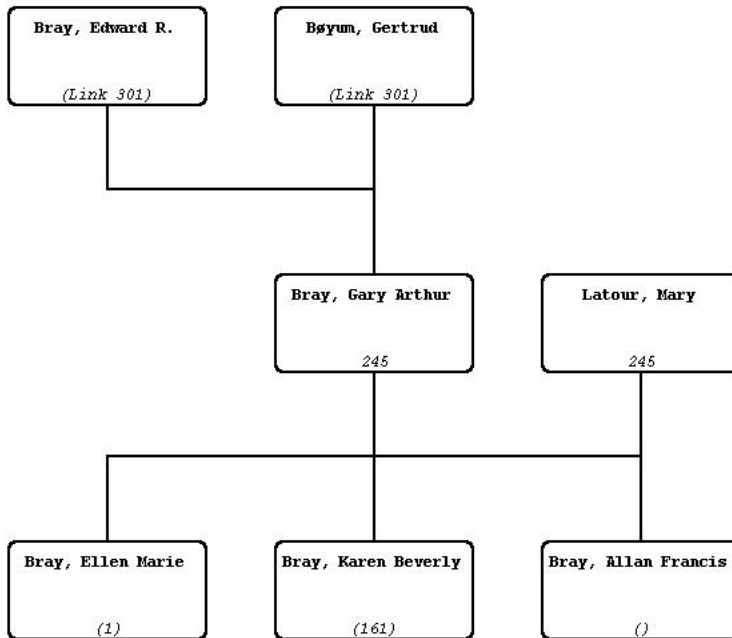 Bray, Edward R.
Bøyum, Gertrud
(Link 301)
(Link 301)
Bray, Gary Arthur
Latour, Mary
245
245
Bray, Ellen Marie
Bray, Karen Beverly
Bray, Allan Francis
(1)
(161)
()